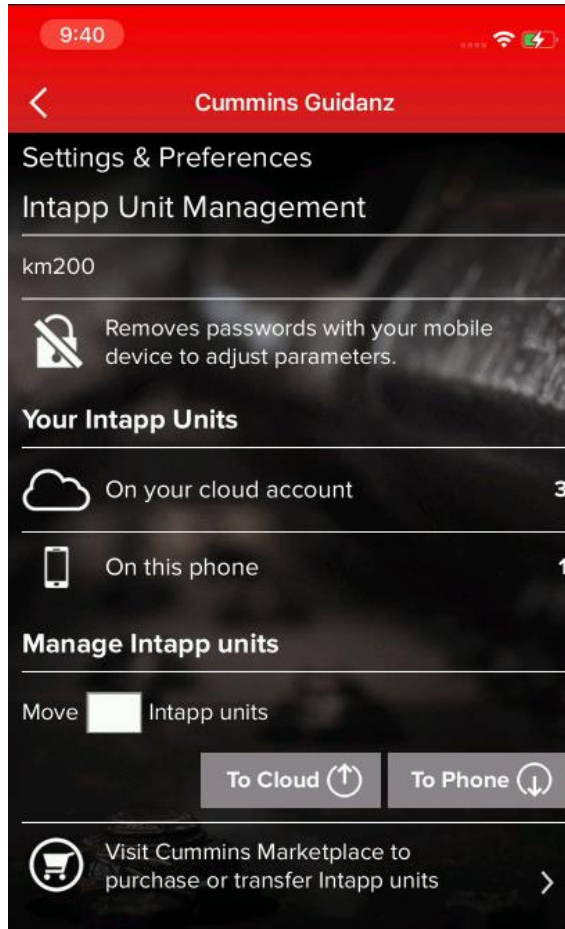 9:40
Cummins Guidanz
Settings & Preferences
Intapp Unit Management
km200
Removes passwords with your mobile
device to adjust parameters.
Your Intapp Units
On your cloud account 3
On this phone 1
Manage Intapp units
Move Intapp units
To Cloud To Phone
Visit Cummins Marketplace to
purchase or transfer Intapp units